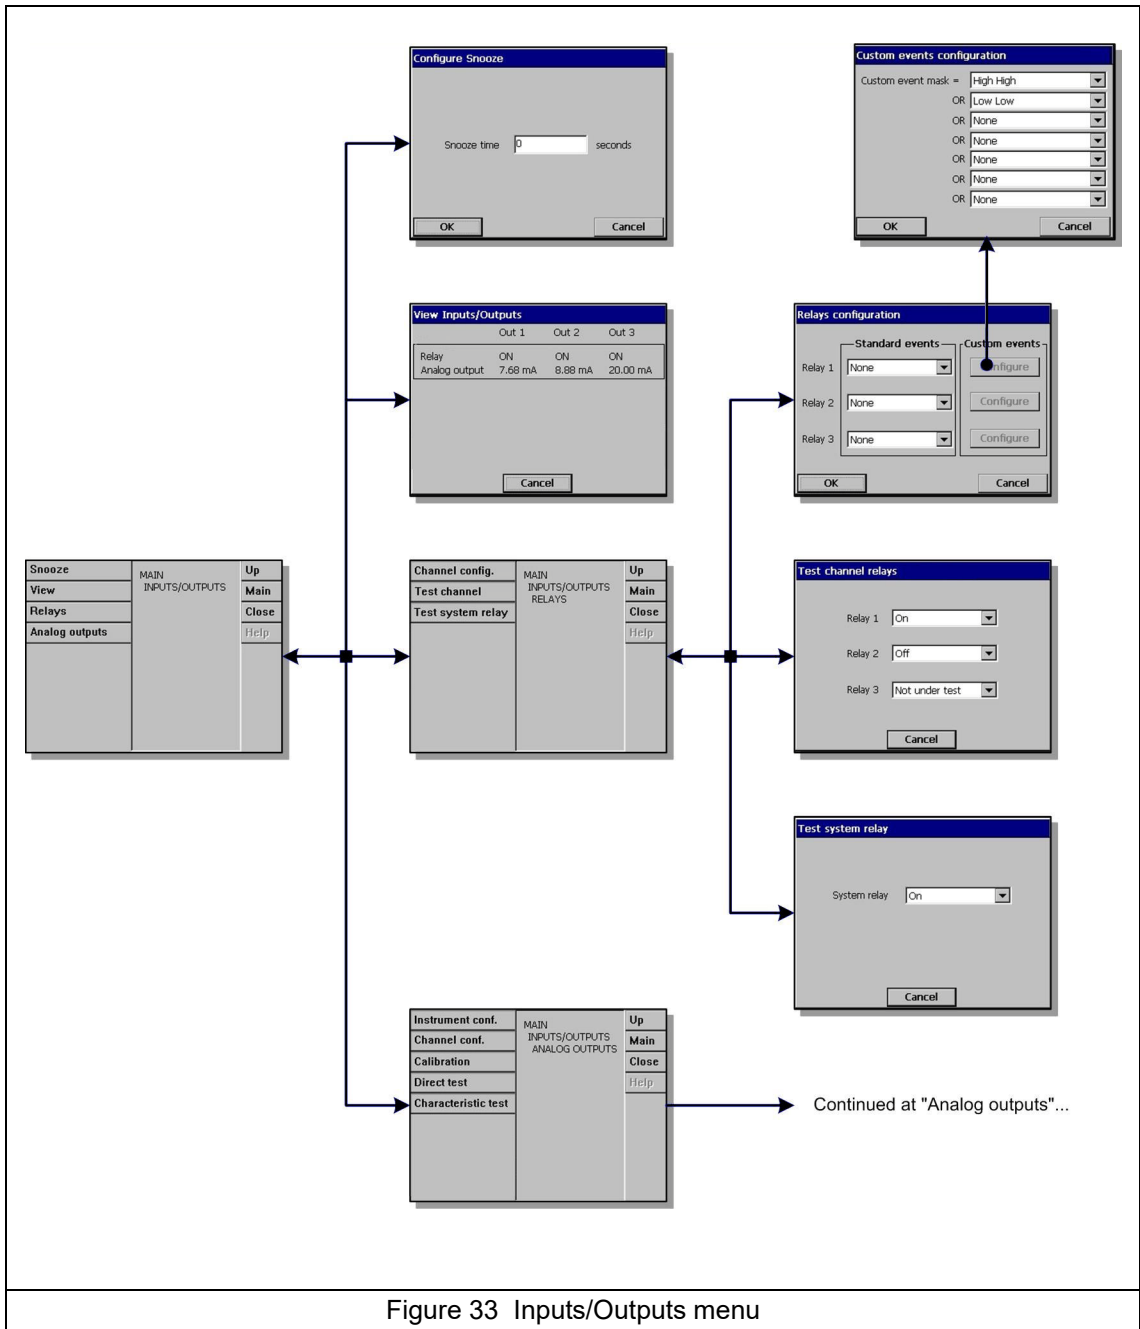 Configure Snooze
Snooze time 0 seconds
OK Cancel
Custom events configuration
Custom event mask = High High
OR Low Low
OR None
OR None
OR None
OR None
OR None
OK Cancel
View Inputs/Outputs
Out 1 Out 2 Out 3
Relay ON ON ON
Analog output 7.68 mA 8.88 mA 20.00 mA
Cancel
Relays configuration
Standard events Custom events
Relay 1 None
Relay 2 None Configure
Relay 3 None Configure
OK Cancel
Snooze
View
Relays
Analog outputs
MAIN
INPUTS/OUTPUTS
Up
Main
Close
Help
Channel config.
Test channel
Test system relay
MAIN
INPUTS/OUTPUTS
RELAYS
Up
Main
Close
Help
Test channel relays
Relay 1 On
Relay 2 Off
Relay 3 Not under test
Cancel
Test system relay
System relay On
Cancel
Instrument conf.
Channel conf.
Calibration
Direct test
Characteristic test
MAIN
INPUTS/OUTPUTS
ANALOG OUTPUTS
Up
Main
Close
Help
Continued at "Analog outputs"...
Figure 33 Inputs/Outputs menu